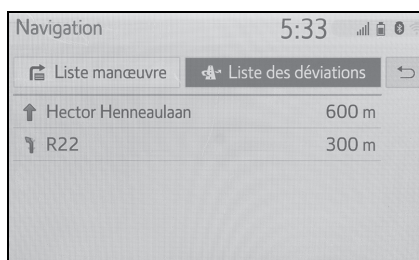 Navigation 5:33
Liste manœuvre Liste des déviations
Hector Henneaulaan 600 m
R22 300 m